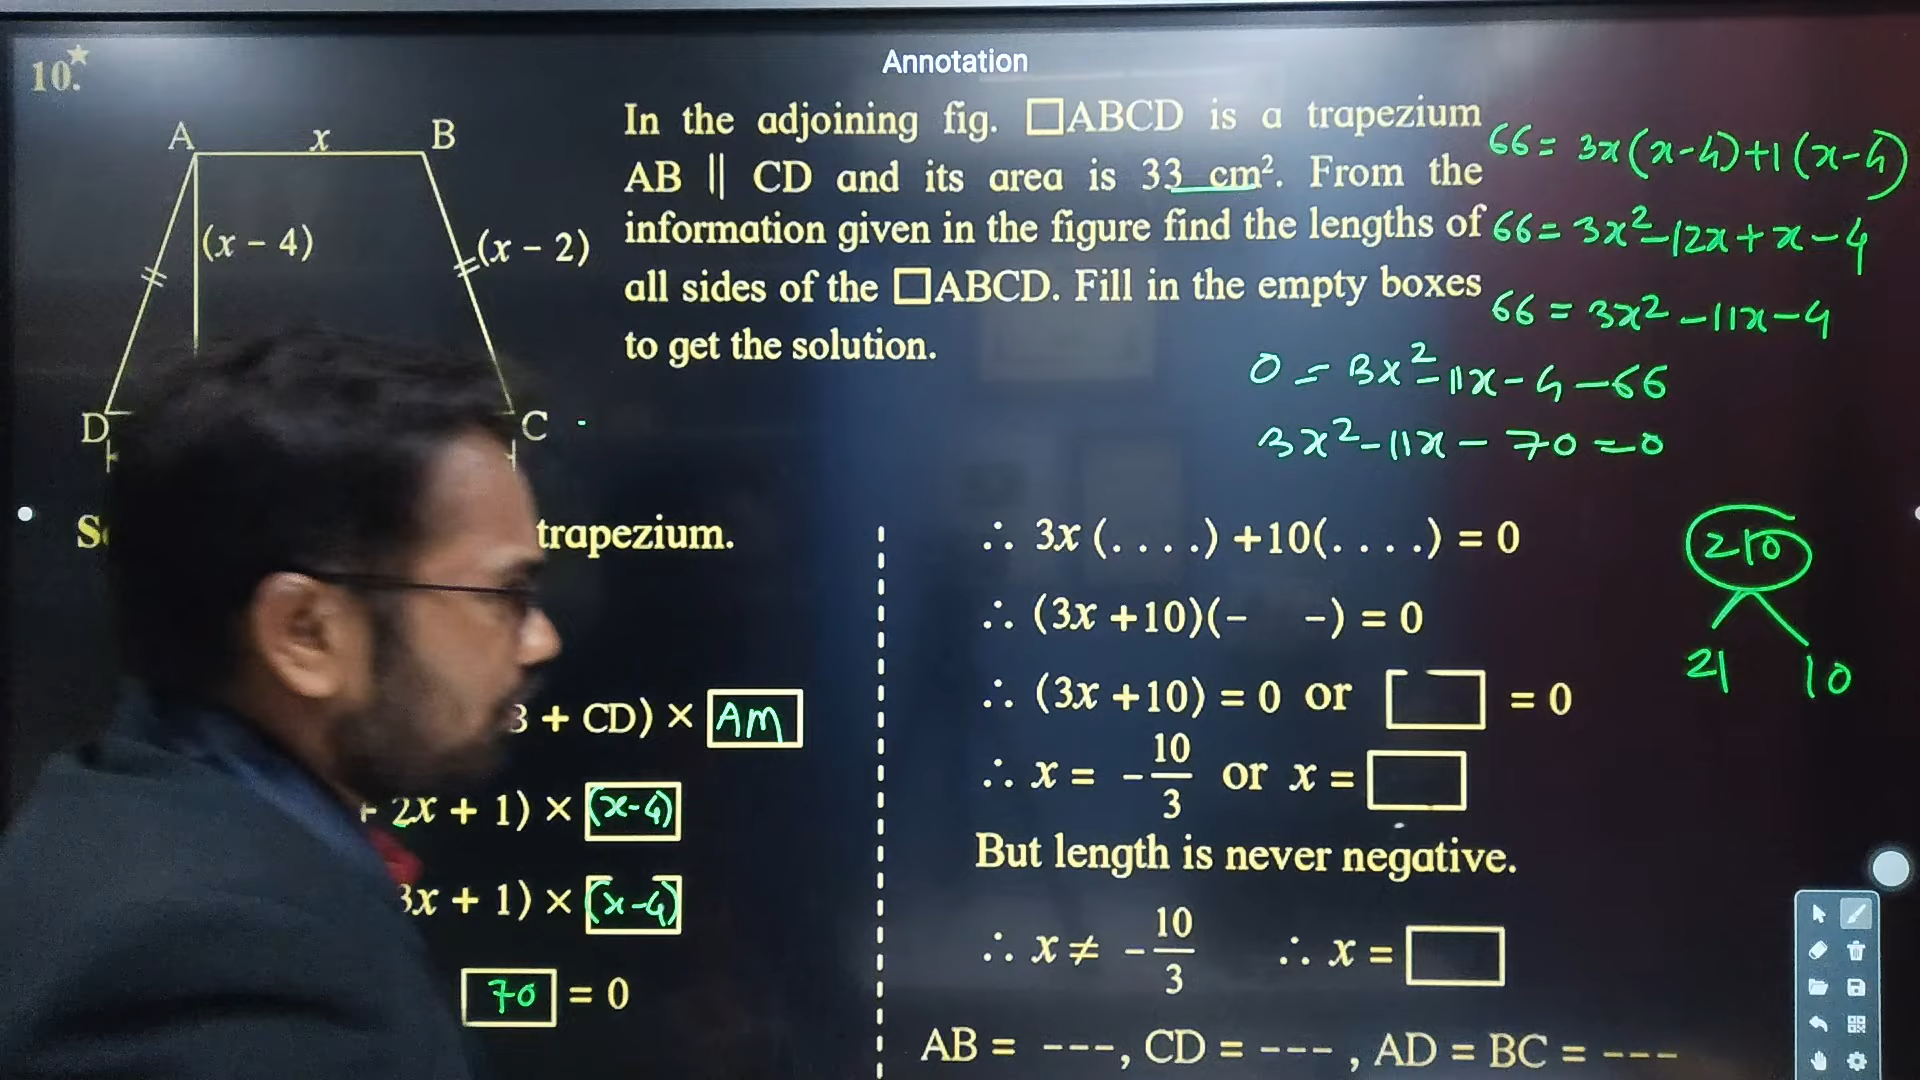 Annotation
10.
A x B
(x – 4)
(x – 2)
D
C
In the adjoining fig. □ABCD is a trapezium
AB || CD and its area is 33 cm². From the
information given in the figure find the lengths of
all sides of the □ABCD. Fill in the empty boxes
to get the solution.
66 = 3x(x-4)+1(x-4)
66 = 3x²-12x+x-4
66 = 3x²-11x-4
0 = 3x²-11x-4-66
3x²-11x-70=0
210
21 10
trapezium.
+ CD) × AM
2x + 1) × (x-4)
3x + 1) × (x-4)
70 = 0
∴ 3x (. . . .) +10(. . . .) = 0
∴ (3x +10)(- -) = 0
∴ (3x +10) = 0 or □ = 0
∴ x = -10/3 or x = □
But length is never negative.
∴ x ≠ -10/3 ∴ x = □
AB = ---, CD = --- , AD = BC = ---